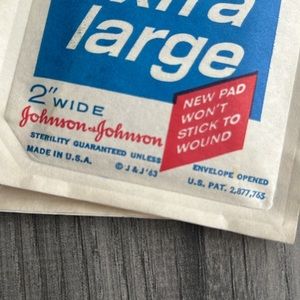 extra
large
2" WIDE
Johnson & Johnson
NEW PAD
WON'T
STICK TO
WOUND
STERILITY GUARANTEED UNLESS
ENVELOPE OPENED
MADE IN U.S.A.
© J & J '63
U.S. PAT. 2,877,765